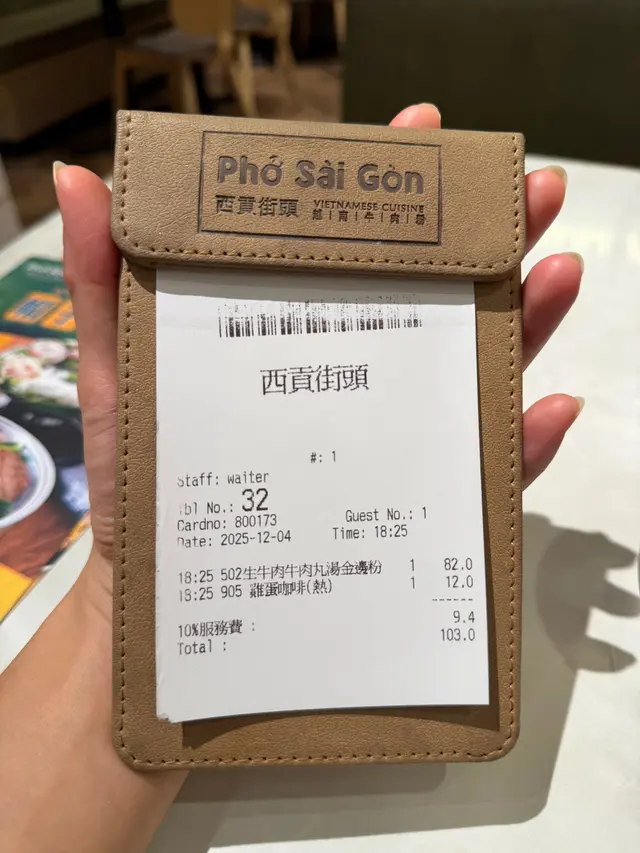 Phở Sài Gòn
西貢街頭 VIETNAMESE CUISINE
越|南|牛|肉|粉
西貢街頭
#: 1
Staff: waiter
Tbl No.: 32
Cardno: 800173 Guest No.: 1
Date: 2025-12-04 Time: 18:25
18:25 502生牛肉牛肉丸湯金邊粉 1 82.0
18:25 905 雞蛋咖啡(熱) 1 12.0
------
10%服務費 : 9.4
Total : 103.0